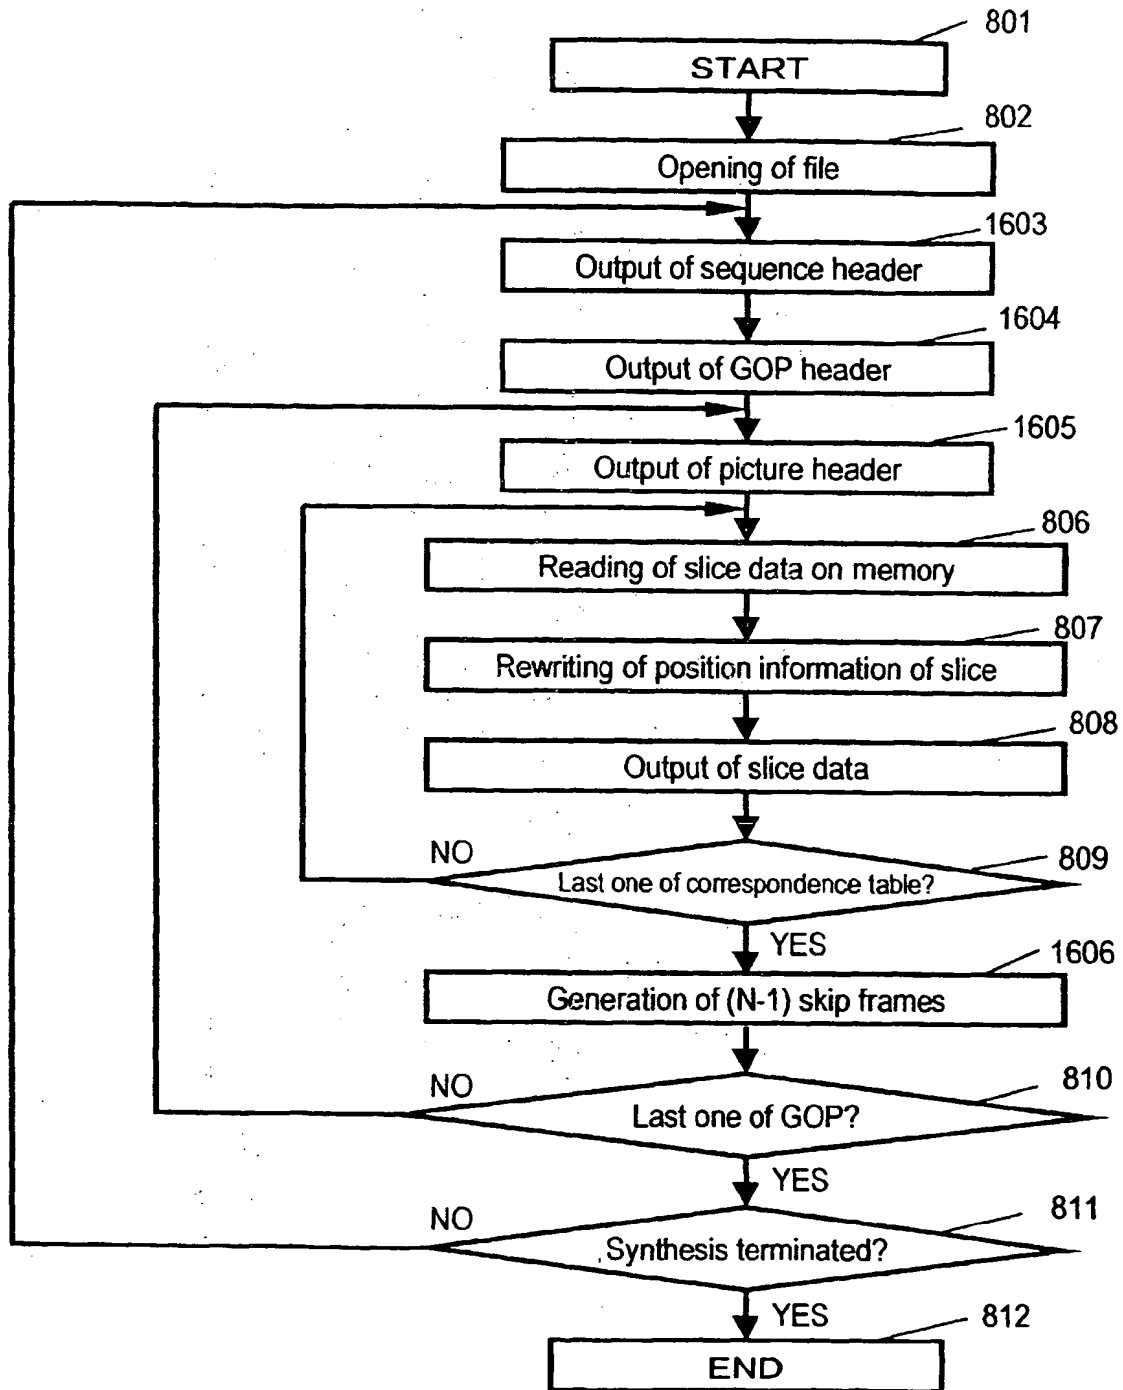 801
START
802
Opening of file
1603
Output of sequence header
1604
Output of GOP header
1605
Output of picture header
806
Reading of slice data on memory
807
Rewriting of position information of slice
808
Output of slice data
NO
809
Last one of correspondence table?
YES
1606
Generation of (N-1) skip frames
NO
810
Last one of GOP?
YES
NO
811
Synthesis terminated?
YES
812
END